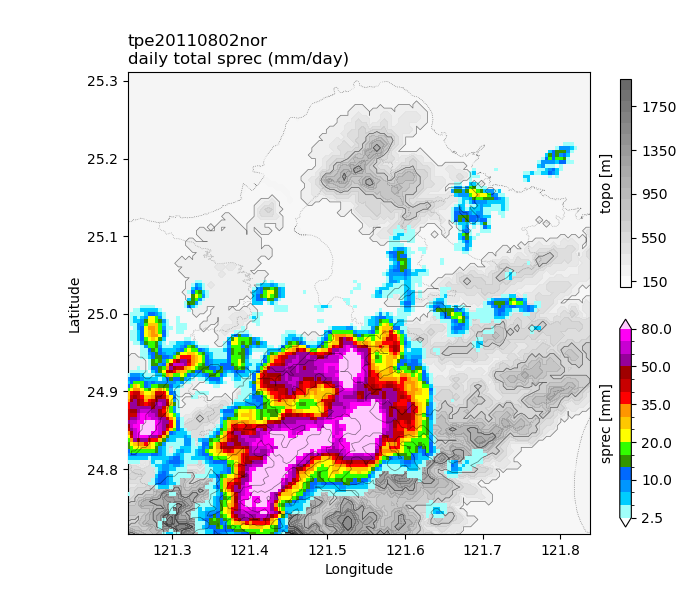 tpe20110802nor
daily total sprec (mm/day)
25.3
25.2
25.1
25.0
24.9
24.8
Latitude
121.3 121.4 121.5 121.6 121.7 121.8
Longitude
1750
1350
950
550
150
topo [m]
80.0
50.0
35.0
20.0
10.0
2.5
sprec [mm]